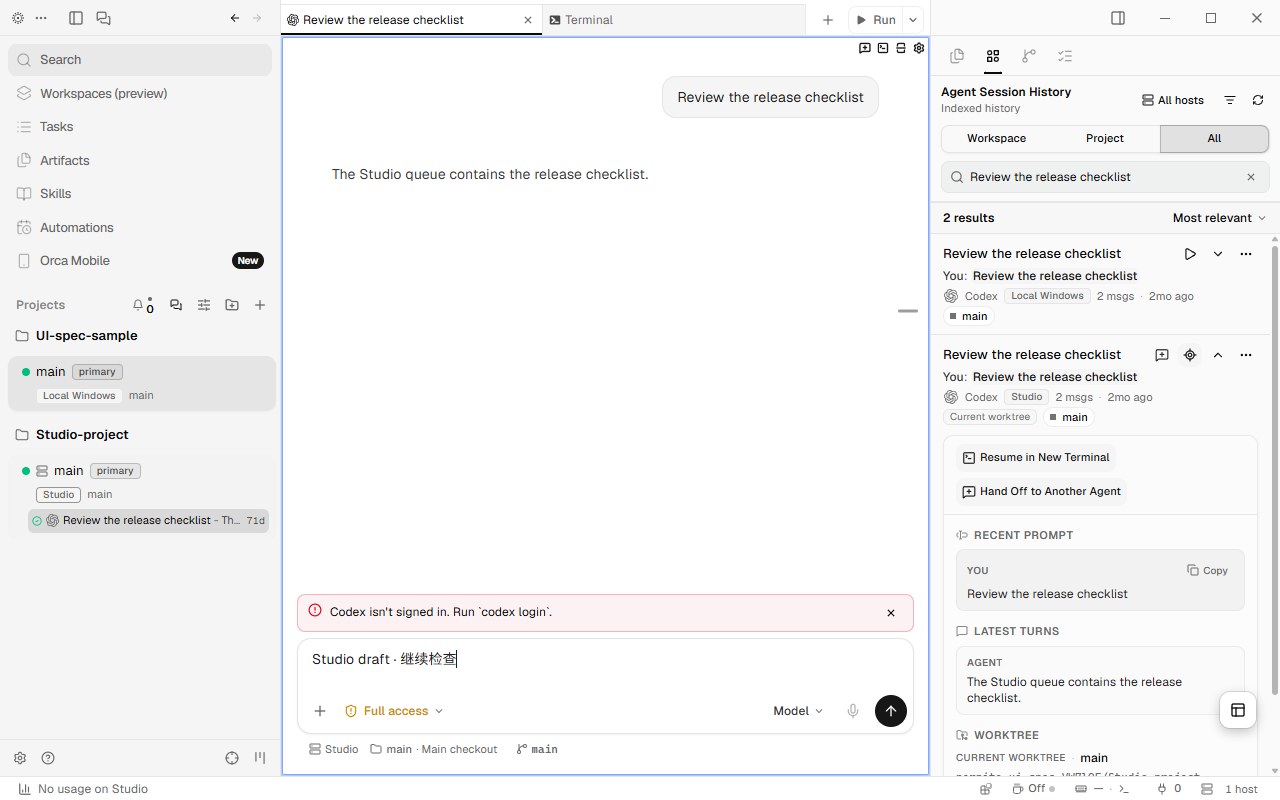 Review the release checklist
Terminal
Run
Search
Workspaces (preview)
Tasks
Artifacts
Skills
Automations
Orca Mobile
New
Projects
0
UI-spec-sample
main primary
Local Windows main
Studio-project
main primary
Studio main
Review the release checklist - Th... 71d
Review the release checklist
The Studio queue contains the release checklist.
Codex isn't signed in. Run `codex login`.
Studio draft · 继续检查
Full access
Model
Studio main · Main checkout main
Agent Session History
Indexed history
All hosts
Workspace Project All
Review the release checklist
2 results Most relevant
Review the release checklist
You: Review the release checklist
Codex Local Windows 2 msgs · 2mo ago
main
Review the release checklist
You: Review the release checklist
Codex Studio 2 msgs · 2mo ago
Current worktree main
Resume in New Terminal
Hand Off to Another Agent
RECENT PROMPT
YOU Copy
Review the release checklist
LATEST TURNS
AGENT
The Studio queue contains the release
checklist.
WORKTREE
CURRENT WORKTREE · main
No usage on Studio
Off
0
1 host